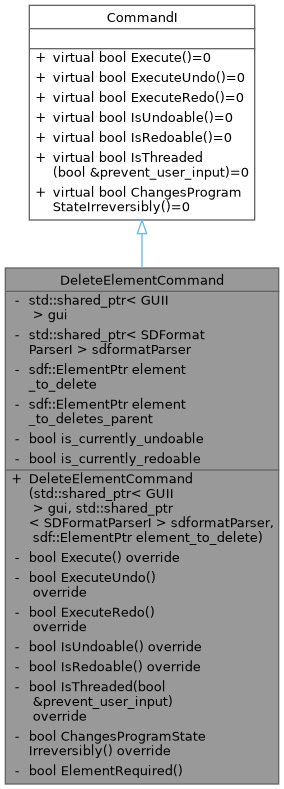 CommandI
+ virtual bool Execute()=0
+ virtual bool ExecuteUndo()=0
+ virtual bool ExecuteRedo()=0
+ virtual bool IsUndoable()=0
+ virtual bool IsRedoable()=0
+ virtual bool IsThreaded
(bool &prevent_user_input)=0
+ virtual bool ChangesProgram
StateIrreversibly()=0
DeleteElementCommand
- std::shared_ptr< GUII
> gui
- std::shared_ptr< SDFormat
ParserI > sdformatParser
- sdf::ElementPtr element
_to_delete
- sdf::ElementPtr element
_to_deletes_parent
- bool is_currently_undoable
- bool is_currently_redoable
+ DeleteElementCommand
(std::shared_ptr< GUII
> gui, std::shared_ptr
< SDFormatParserI > sdformatParser,
sdf::ElementPtr element_to_delete)
- bool Execute() override
- bool ExecuteUndo()
override
- bool ExecuteRedo()
override
- bool IsUndoable() override
- bool IsRedoable() override
- bool IsThreaded(bool
&prevent_user_input)
override
- bool ChangesProgramState
Irreversibly() override
- bool ElementRequired()